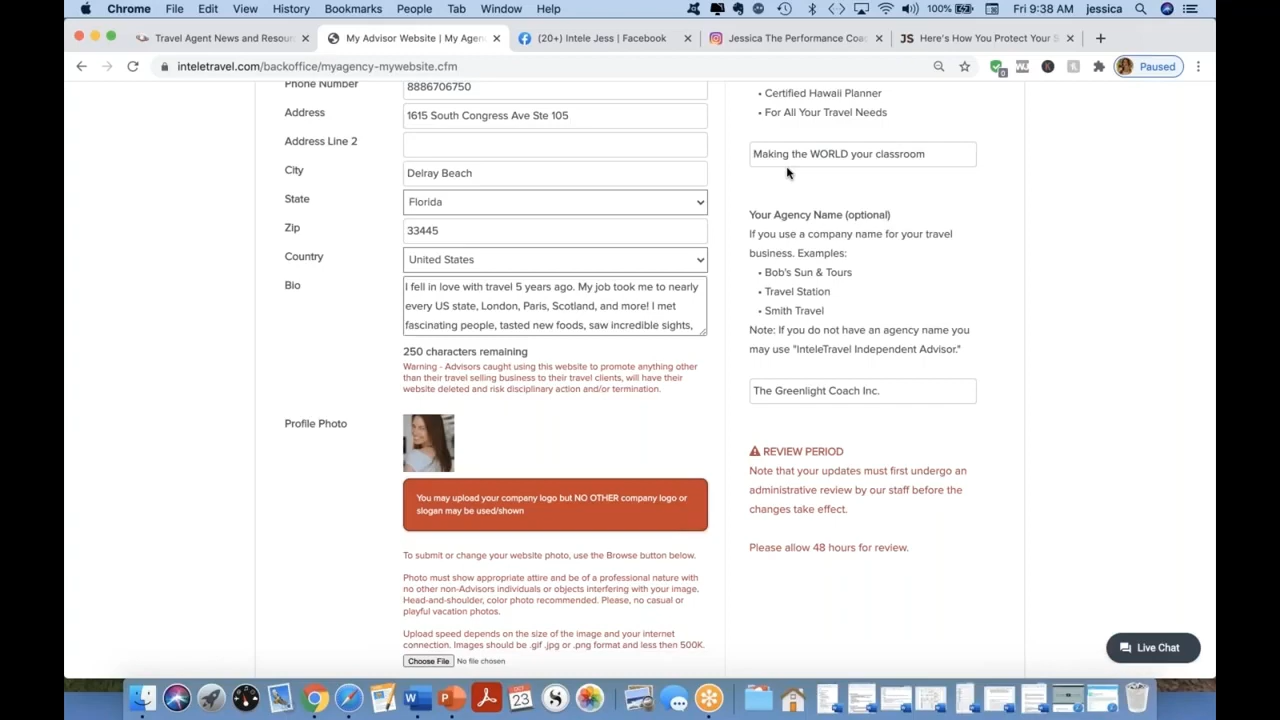 Chrome File Edit View History Bookmarks People Tab Window Help 100% Fri 9:38 AM jessica
Travel Agent News and Resour
My Advisor Website | My Agen
(20+) Intele Jess | Facebook
Jessica The Performance Coac
JS Here's How You Protect Your S
inteletravel.com/backoffice/myagency-mywebsite.cfm
Paused
Phone Number 8886706750
Address 1615 South Congress Ave Ste 105
Address Line 2
City Delray Beach
State Florida
Zip 33445
Country United States
Bio I fell in love with travel 5 years ago. My job took me to nearly
every US state, London, Paris, Scotland, and more! I met
fascinating people, tasted new foods, saw incredible sights,
250 characters remaining
Warning - Advisors caught using this website to promote anything other
than their travel selling business to their travel clients, will have their
website deleted and risk disciplinary action and/or termination.
Profile Photo
You may upload your company logo but NO OTHER company logo or
slogan may be used/shown
To submit or change your website photo, use the Browse button below.
Photo must show appropriate attire and be of a professional nature with
no other non-Advisors individuals or objects interfering with your image.
Head-and-shoulder, color photo recommended. Please, no casual or
playful vacation photos.
Upload speed depends on the size of the image and your internet
connection. Images should be .gif .jpg or .png format and less then 500K.
Choose File No file chosen
• Certified Hawaii Planner
• For All Your Travel Needs
Making the WORLD your classroom
Your Agency Name (optional)
If you use a company name for your travel
business. Examples:
• Bob's Sun & Tours
• Travel Station
• Smith Travel
Note: If you do not have an agency name you
may use "InteleTravel Independent Advisor."
The Greenlight Coach Inc.
REVIEW PERIOD
Note that your updates must first undergo an
administrative review by our staff before the
changes take effect.
Please allow 48 hours for review.
Live Chat